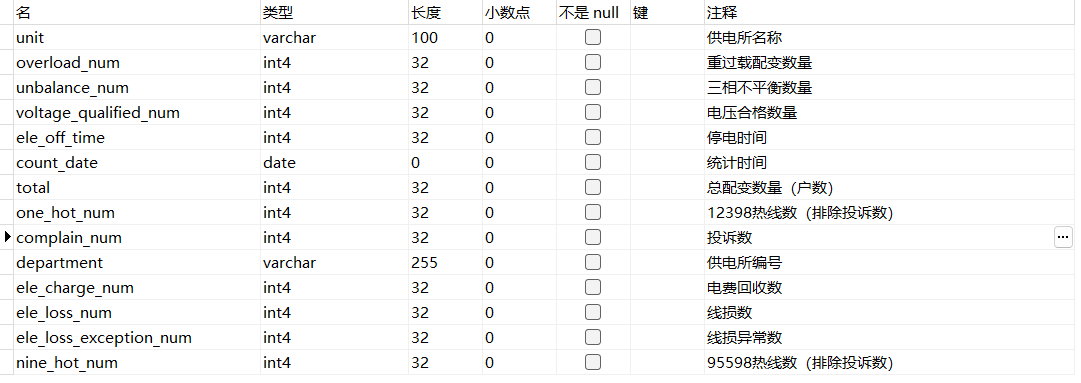 名 类型 长度 小数点 不是 null 键 注释
unit varchar 100 0 供电所名称
overload_num int4 32 0 重过载配变数量
unbalance_num int4 32 0 三相不平衡数量
voltage_qualified_num int4 32 0 电压合格数量
ele_off_time int4 32 0 停电时间
count_date date 0 0 统计时间
total int4 32 0 总配变数量（户数）
one_hot_num int4 32 0 12398热线数（排除投诉数）
complain_num int4 32 0 投诉数
department varchar 255 0 供电所编号
ele_charge_num int4 32 0 电费回收数
ele_loss_num int4 32 0 线损数
ele_loss_exception_num int4 32 0 线损异常数
nine_hot_num int4 32 0 95598热线数（排除投诉数）